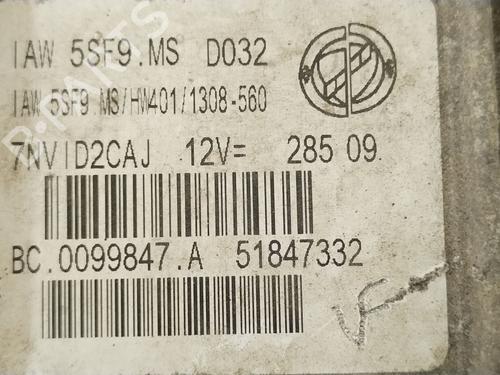 IAW 5SF9.MS D032
IAW 5SF9.MS/HW401/1308-560
7NVID2CAJ 12V= 285 09
BC.0099847.A 51847332